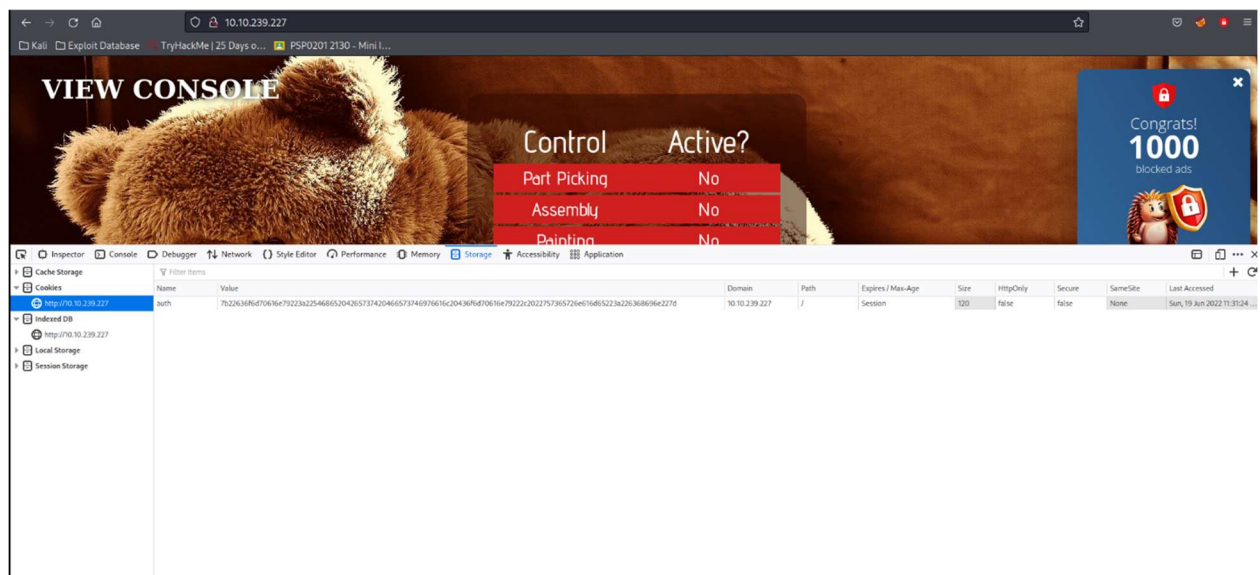 10.10.239.227
Kali Exploit Database TryHackMe | 25 Days o... PSP0201 2130 - Mini I...
VIEW CONSOLE
Control Active?
Part Picking No
Assembly No
Painting No
Congrats!
1000
blocked ads
Inspector Console Debugger Network Style Editor Performance Memory Storage Accessibility Application
Cache Storage
Cookies
http://10.10.239.227
Indexed DB
http://10.10.239.227
Local Storage
Session Storage
Filter Items
Name Value Domain Path Expires / Max-Age Size HttpOnly Secure SameSite Last Accessed
auth 7b22636f6d70616e79223a22546865204265737420466573746976616c20436f6d70616e79222c2022757365726e616d65223a226368696e227d 10.10.239.227 / Session 120 false false None Sun, 19 Jun 2022 11:31:24 ...